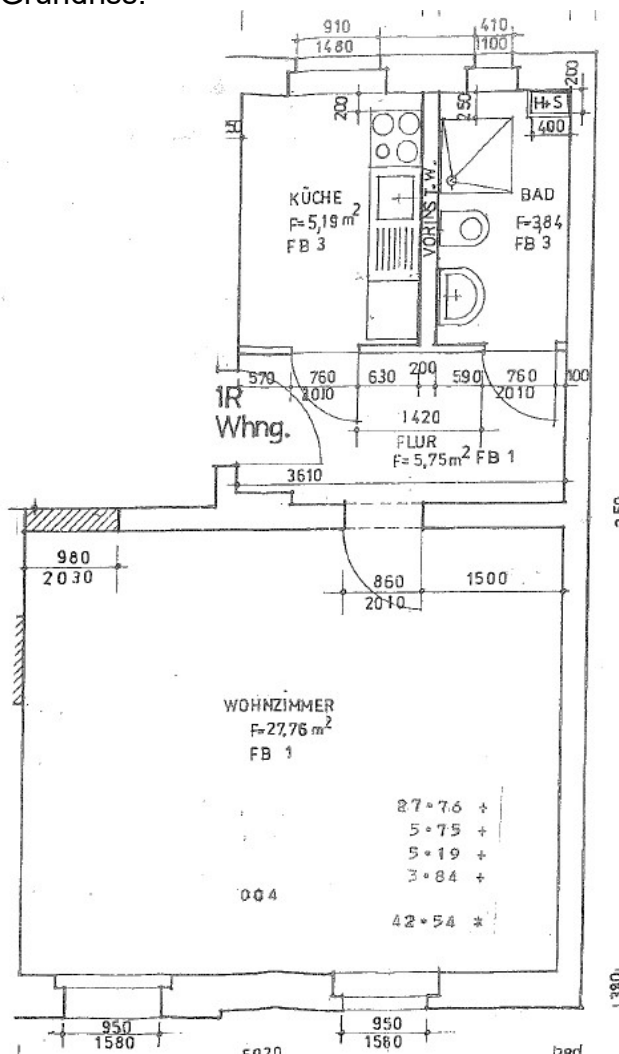 Grundriss:
910
1480
410
1100
200
250
H+S
200
400
KÜCHE
F=5,19 m²
FB 3
VORINST.W.
BAD
F=3,84
FB 3
570
760
2010
630
200
590
760
2010
100
1R
Whng.
1420
FLUR
F=5,75m² FB 1
3610
980
2030
860
2010
1500
WOHNZIMMER
F=27,76 m²
FB 1
27·76 +
5·75 +
5·19 +
3·84 +
42·54 *
004
950
1580
950
1580